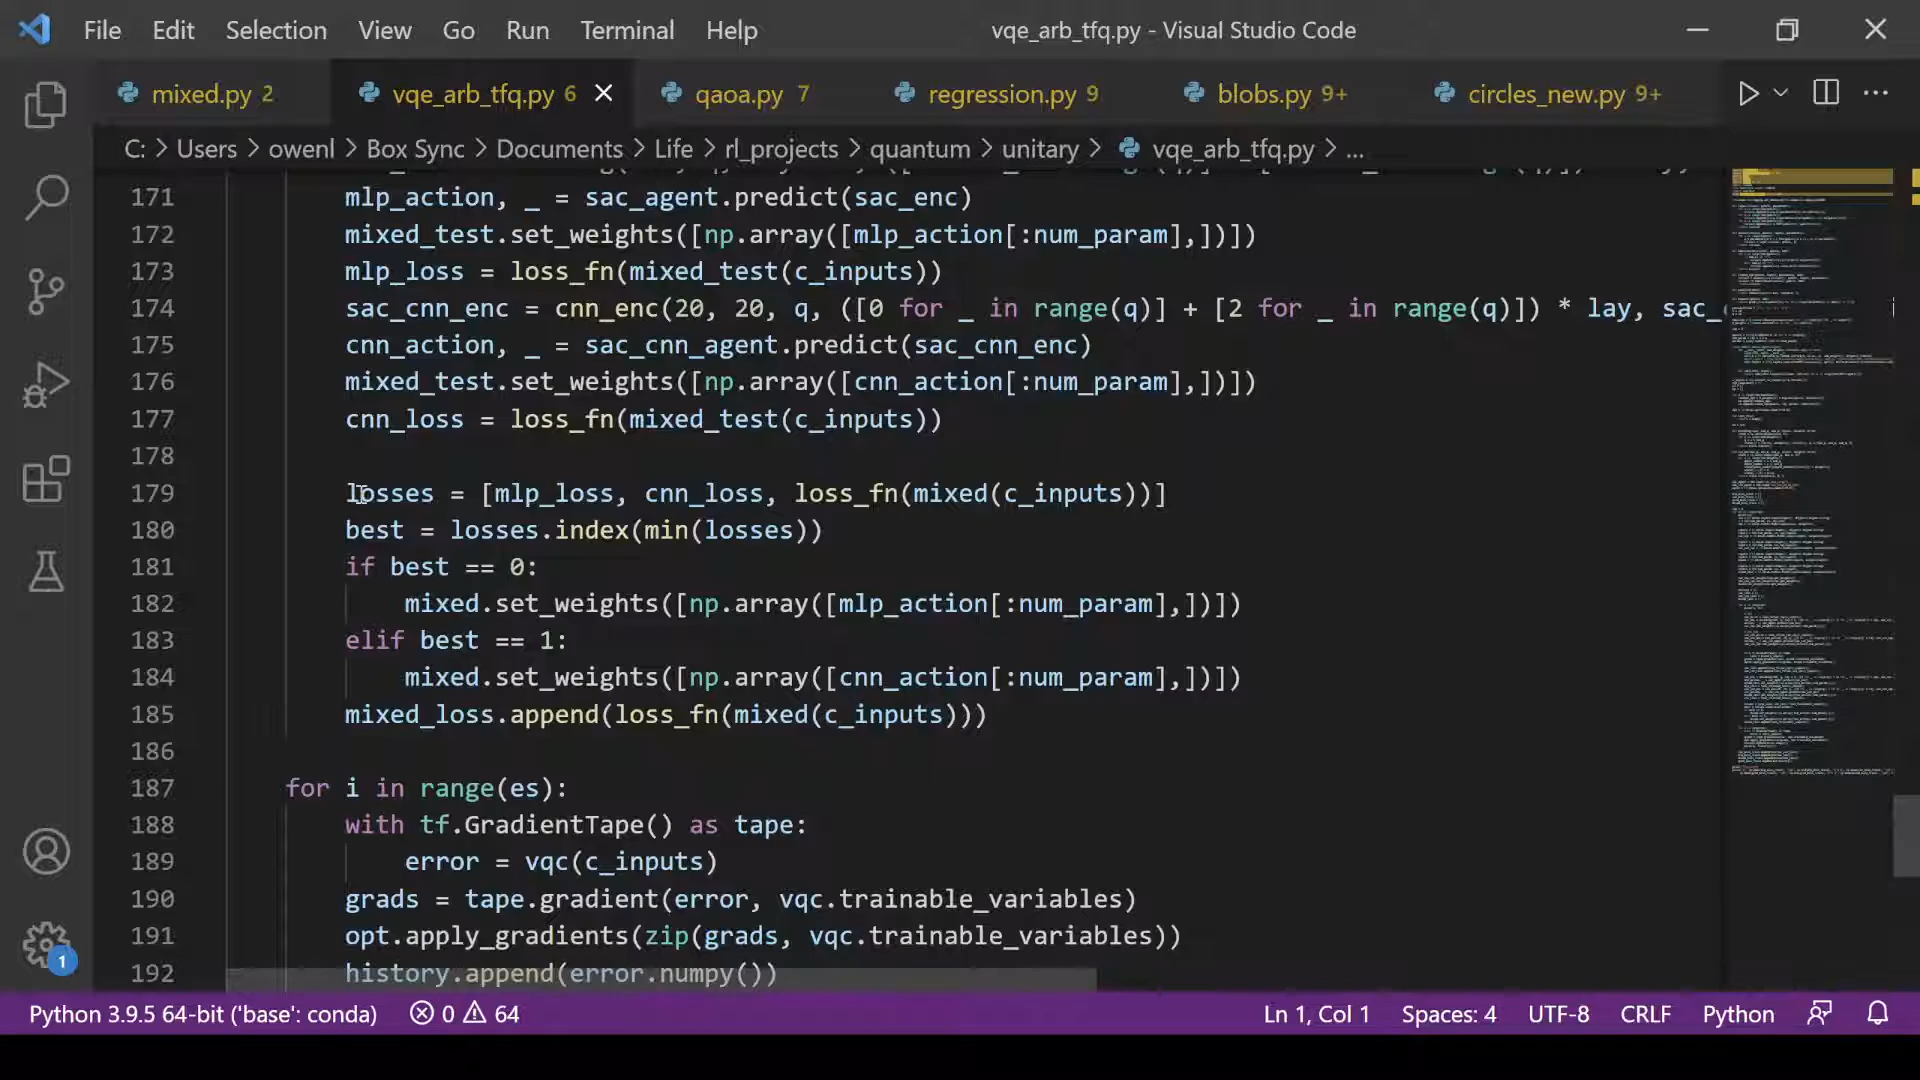 File Edit Selection View Go Run Terminal Help vqe_arb_tfq.py - Visual Studio Code
mixed.py 2 vqe_arb_tfq.py 6 qaoa.py 7 regression.py 9 blobs.py 9+ circles_new.py 9+
C: > Users > owenl > Box Sync > Documents > Life > rl_projects > quantum > unitary > vqe_arb_tfq.py > ...
171 mlp_action, _ = sac_agent.predict(sac_enc)
172 mixed_test.set_weights([np.array([mlp_action[:num_param],])])
173 mlp_loss = loss_fn(mixed_test(c_inputs))
174 sac_cnn_enc = cnn_enc(20, 20, q, ([0 for _ in range(q)] + [2 for _ in range(q)]) * lay, sac_
175 cnn_action, _ = sac_cnn_agent.predict(sac_cnn_enc)
176 mixed_test.set_weights([np.array([cnn_action[:num_param],])])
177 cnn_loss = loss_fn(mixed_test(c_inputs))
178
179 losses = [mlp_loss, cnn_loss, loss_fn(mixed(c_inputs))]
180 best = losses.index(min(losses))
181 if best == 0:
182 mixed.set_weights([np.array([mlp_action[:num_param],])])
183 elif best == 1:
184 mixed.set_weights([np.array([cnn_action[:num_param],])])
185 mixed_loss.append(loss_fn(mixed(c_inputs)))
186
187 for i in range(es):
188 with tf.GradientTape() as tape:
189 error = vqc(c_inputs)
190 grads = tape.gradient(error, vqc.trainable_variables)
191 opt.apply_gradients(zip(grads, vqc.trainable_variables))
192 history.append(error.numpy())
1
Python 3.9.5 64-bit ('base': conda) 0 64 Ln 1, Col 1 Spaces: 4 UTF-8 CRLF Python